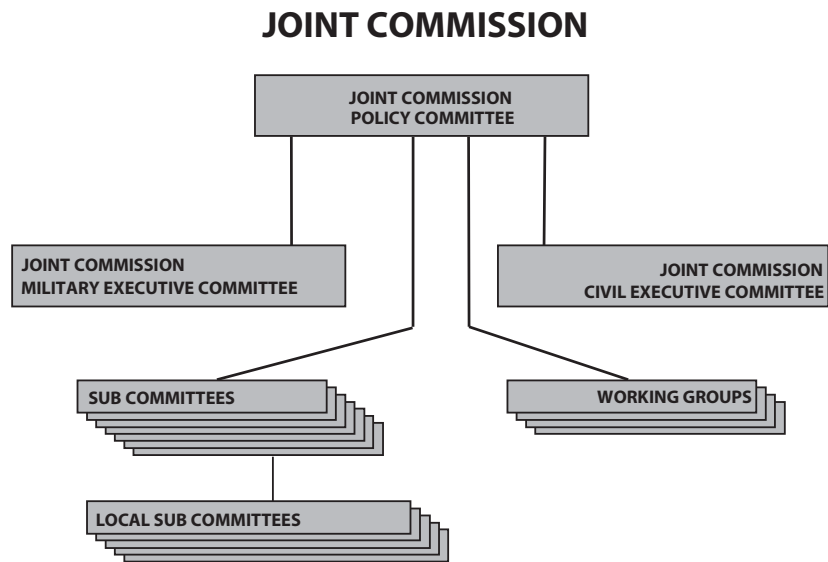 JOINT COMMISSION
JOINT COMMISSION
POLICY COMMITTEE
JOINT COMMISSION
MILITARY EXECUTIVE COMMITTEE
JOINT COMMISSION
CIVIL EXECUTIVE COMMITTEE
SUB COMMITTEES
WORKING GROUPS
LOCAL SUB COMMITTEES